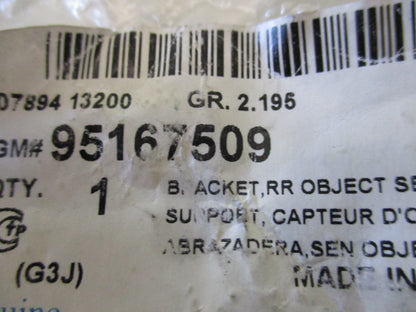 07894 13200 GR. 2.195
GM# 95167509
QTY. 1 BRACKET,RR OBJECT SE
SUPPORT, CAPTEUR D'O
ABRAZADERA,SEN OBJE
(G3J) MADE IN